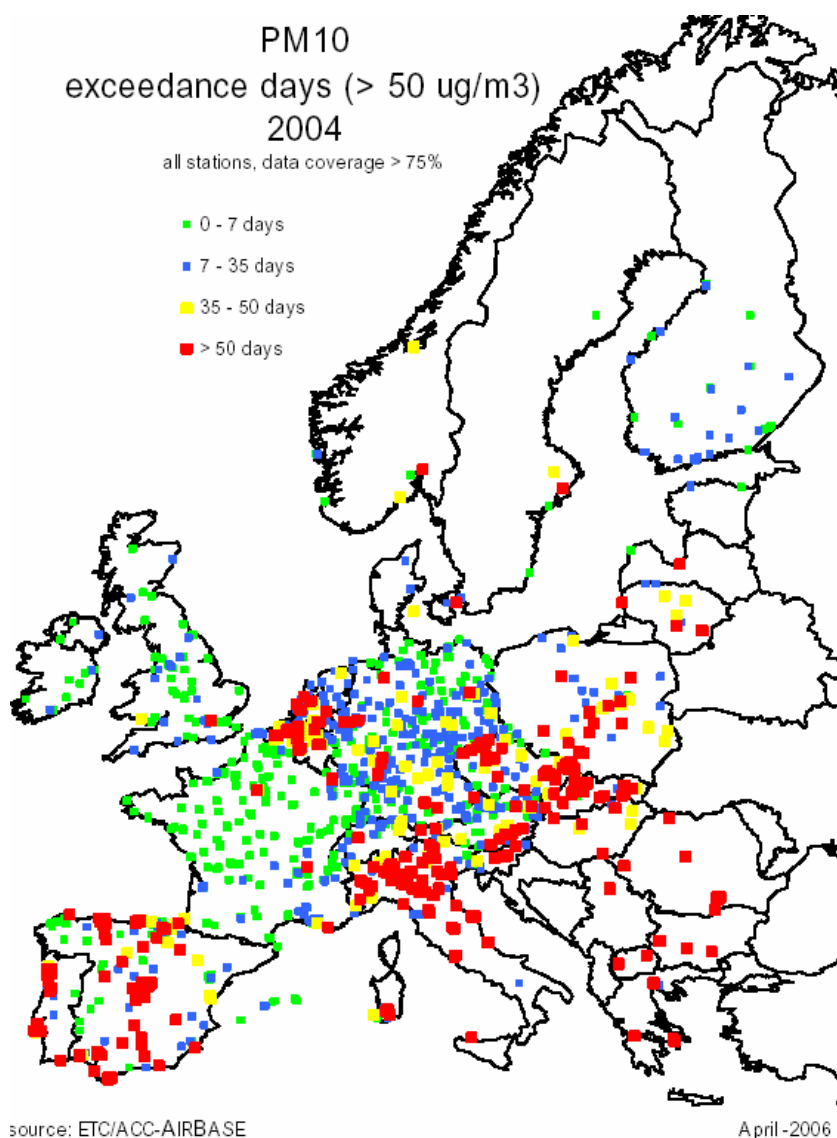 PM10
exceedance days (> 50 ug/m3)
2004
all stations, data coverage > 75%
0 - 7 days
7 - 35 days
35 - 50 days
> 50 days
source: ETC/ACC-AIRBASE
April -2006